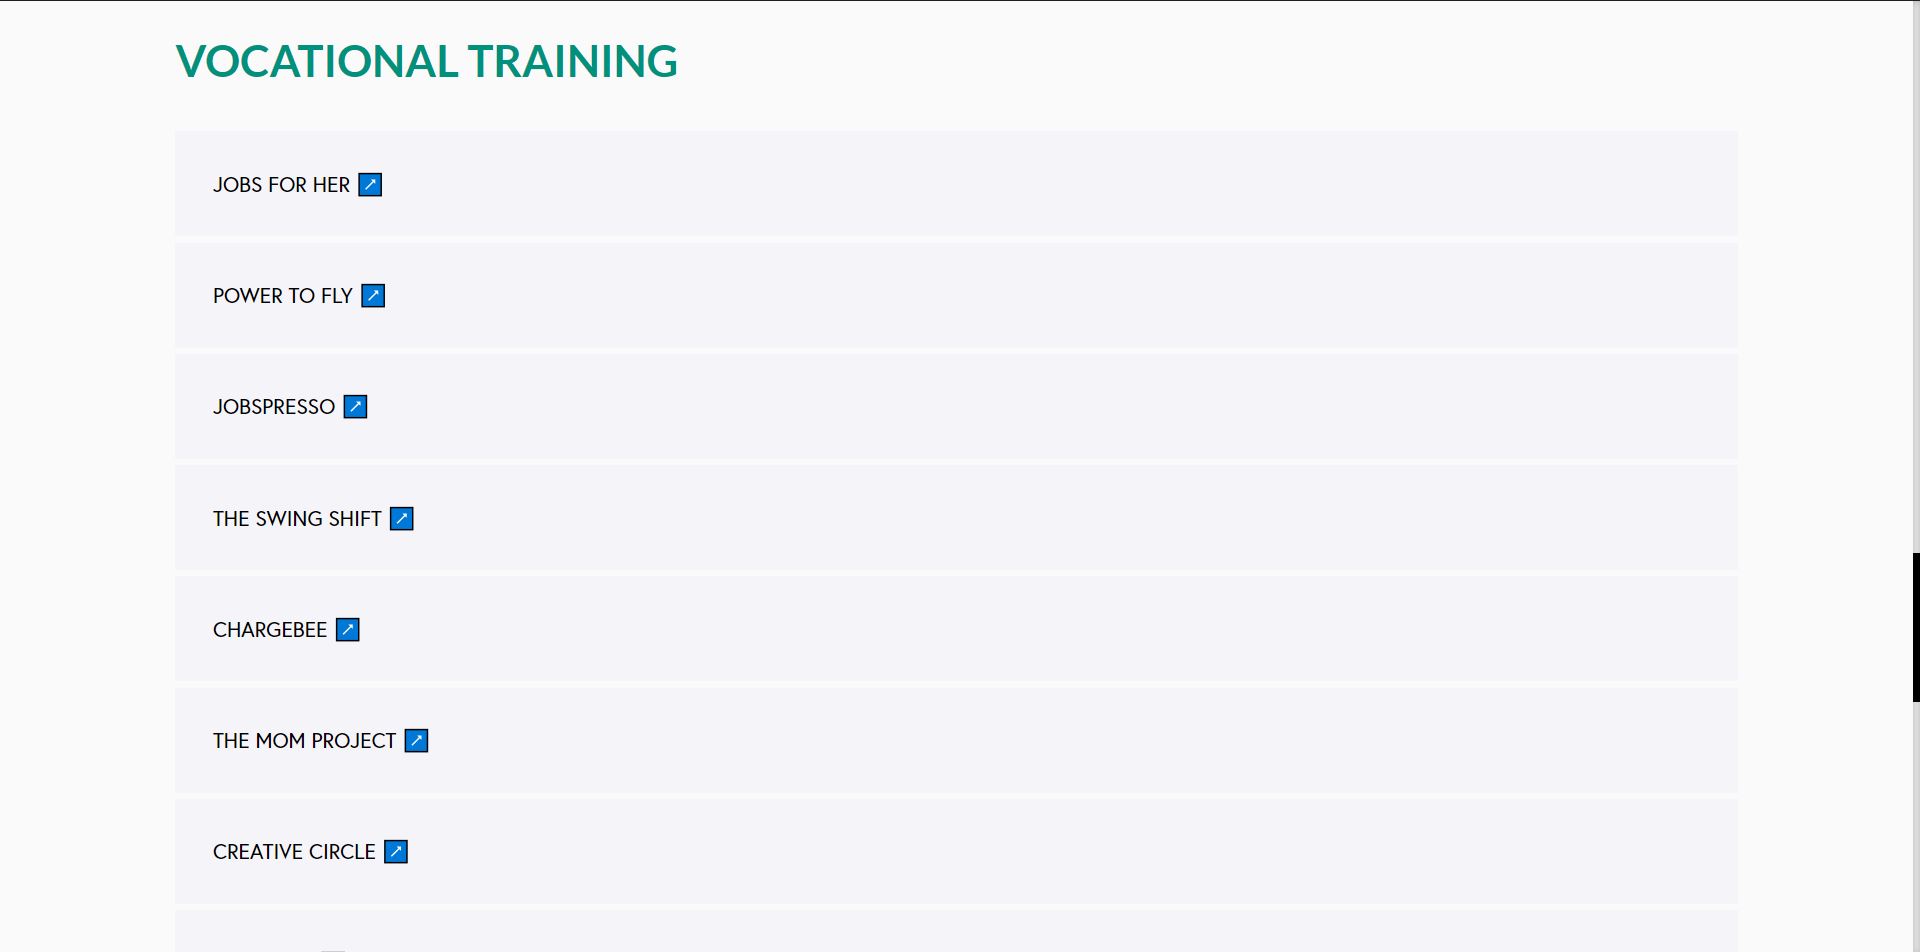 VOCATIONAL TRAINING
JOBS FOR HER ↗
POWER TO FLY ↗
JOBSPRESSO ↗
THE SWING SHIFT ↗
CHARGEBEE ↗
THE MOM PROJECT ↗
CREATIVE CIRCLE ↗